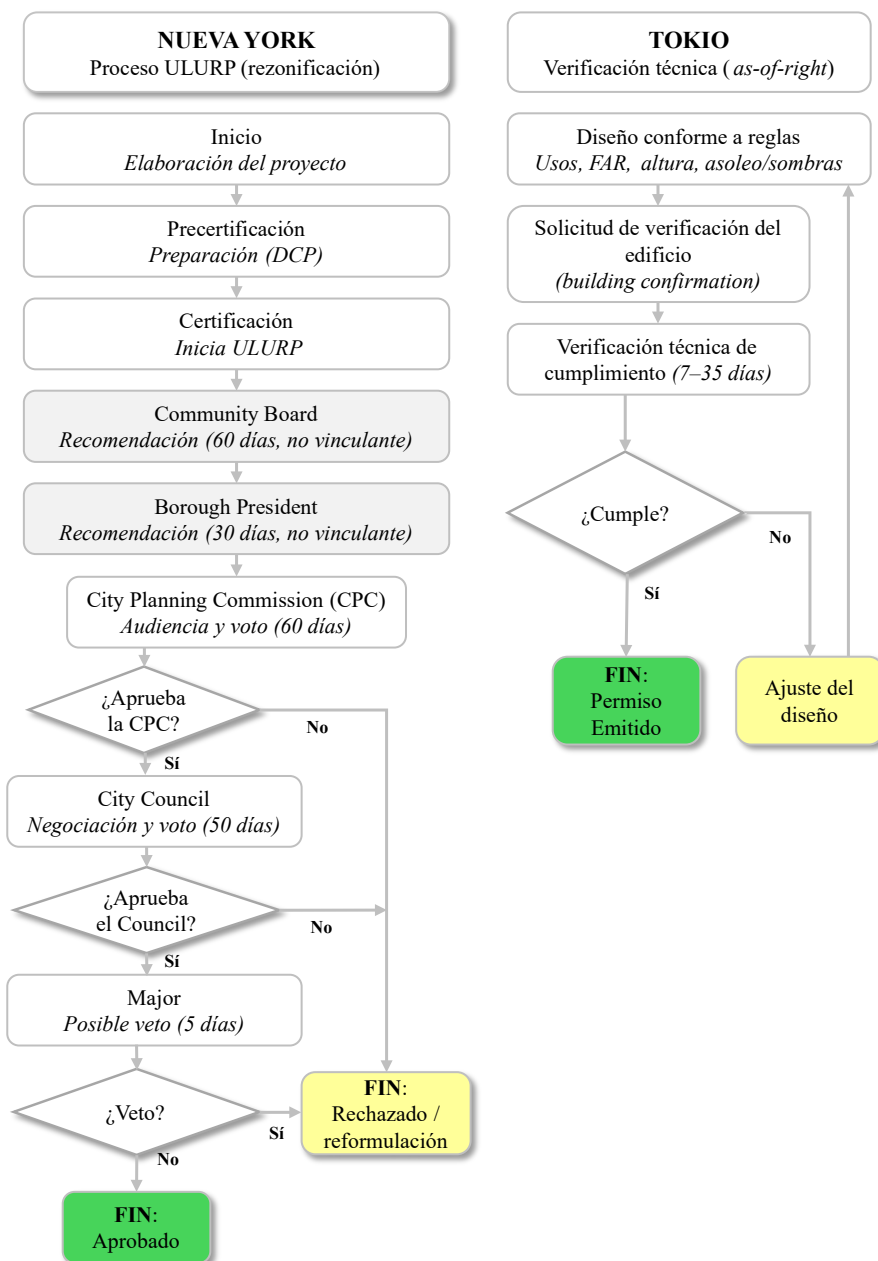 NUEVA YORK
Proceso ULURP (rezonificación)
Inicio
Elaboración del proyecto
Precertificación
Preparación (DCP)
Certificación
Inicia ULURP
Community Board
Recomendación (60 días, no vinculante)
Borough President
Recomendación (30 días, no vinculante)
City Planning Commission (CPC)
Audiencia y voto (60 días)
¿Aprueba
la CPC?
No
Sí
City Council
Negociación y voto (50 días)
¿Aprueba
el Council?
No
Sí
Major
Posible veto (5 días)
¿Veto?
Sí
No
FIN:
Rechazado /
reformulación
FIN:
Aprobado
TOKIO
Verificación técnica ( as-of-right)
Diseño conforme a reglas
Usos, FAR, altura, asoleo/sombras
Solicitud de verificación del
edificio
(building confirmation)
Verificación técnica de
cumplimiento (7–35 días)
¿Cumple?
No
Sí
FIN:
Permiso
Emitido
Ajuste del
diseño